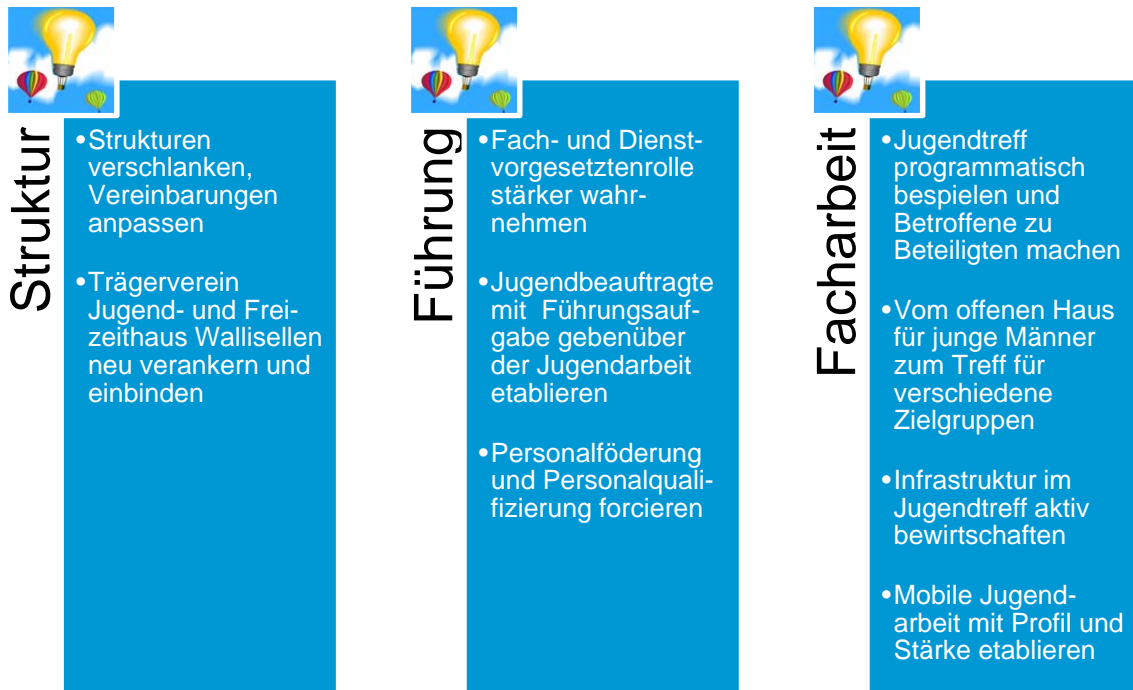 Struktur
•Strukturen
verschlanken,
Vereinbarungen
anpassen
•Trägerverein
Jugend- und Frei-
zeithaus Wallisellen
neu verankern und
einbinden
Führung
•Fach- und Dienst-
vorgesetztenrolle
stärker wahr-
nehmen
•Jugendbeauftragte
mit Führungsauf-
gabe gebenüber
der Jugendarbeit
etablieren
•Personalföderung
und Personalquali-
fizierung forcieren
Facharbeit
•Jugendtreff
programmatisch
bespielen und
Betroffene zu
Beteiligten machen
•Vom offenen Haus
für junge Männer
zum Treff für
verschiedene
Zielgruppen
•Infrastruktur im
Jugendtreff aktiv
bewirtschaften
•Mobile Jugend-
arbeit mit Profil und
Stärke etablieren